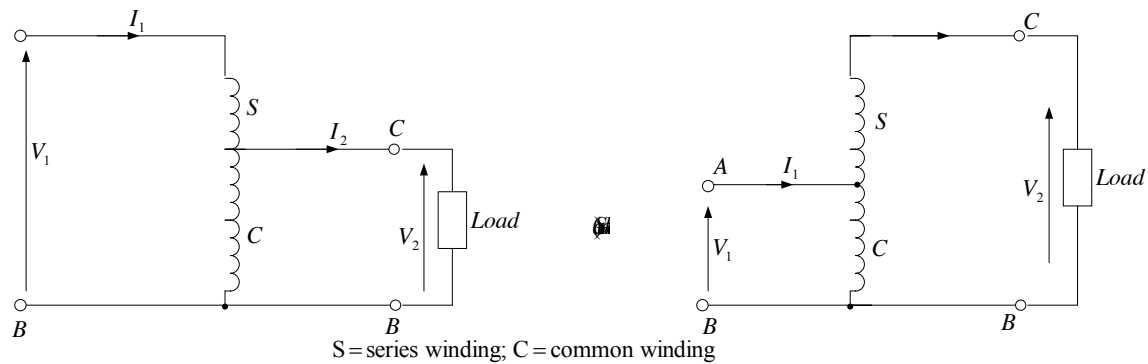 I₁
V₁
S
C
I₂
C
V₂
Load
B
B
C
S
A
I₁
C
V₁
V₂
Load
B
B
S = series winding; C = common winding